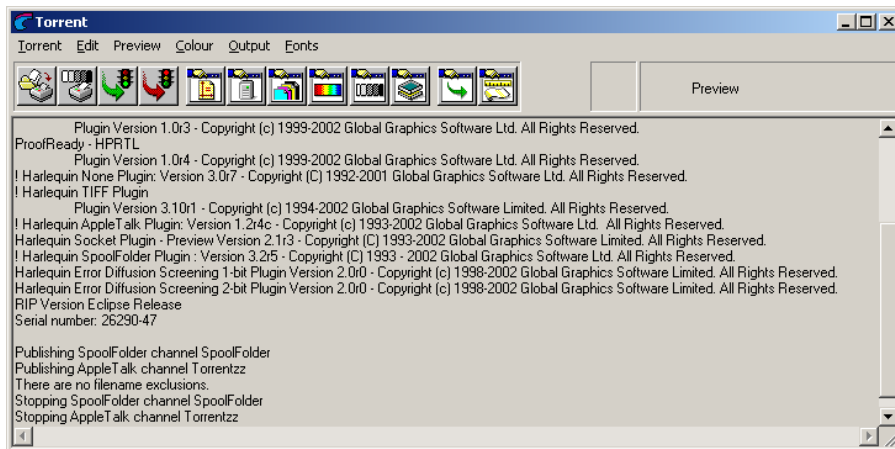 Torrent
Torrent Edit Preview Colour Output Fonts
Preview
Plugin Version 1.0r3 - Copyright (c) 1999-2002 Global Graphics Software Ltd. All Rights Reserved.
ProofReady - HPRTL
Plugin Version 1.0r4 - Copyright (c) 1999-2002 Global Graphics Software Ltd. All Rights Reserved.
! Harlequin None Plugin: Version 3.0r7 - Copyright (C) 1992-2001 Global Graphics Software Ltd. All Rights Reserved.
! Harlequin TIFF Plugin
Plugin Version 3.10r1 - Copyright (c) 1994-2002 Global Graphics Software Limited. All Rights Reserved.
! Harlequin AppleTalk Plugin: Version 1.2r4c - Copyright (c) 1993-2002 Global Graphics Software Ltd.  All Rights Reserved.
Harlequin Socket Plugin - Preview Version 2.1r3 - Copyright (C) 1993-2002 Global Graphics Software Limited. All Rights Reserved.
! Harlequin SpoolFolder Plugin : Version 3.2r5 - Copyright (C) 1993 - 2002 Global Graphics Software Ltd. All Rights Reserved.
Harlequin Error Diffusion Screening 1-bit Plugin Version 2.0r0 - Copyright (c) 1998-2002 Global Graphics Software Limited. All Rights Reserved.
Harlequin Error Diffusion Screening 2-bit Plugin Version 2.0r0 - Copyright (c) 1998-2002 Global Graphics Software Limited. All Rights Reserved.
RIP Version Eclipse Release
Serial number: 26290-47
Publishing SpoolFolder channel SpoolFolder
Publishing AppleTalk channel Torrentzz
There are no filename exclusions.
Stopping SpoolFolder channel SpoolFolder
Stopping AppleTalk channel Torrentzz